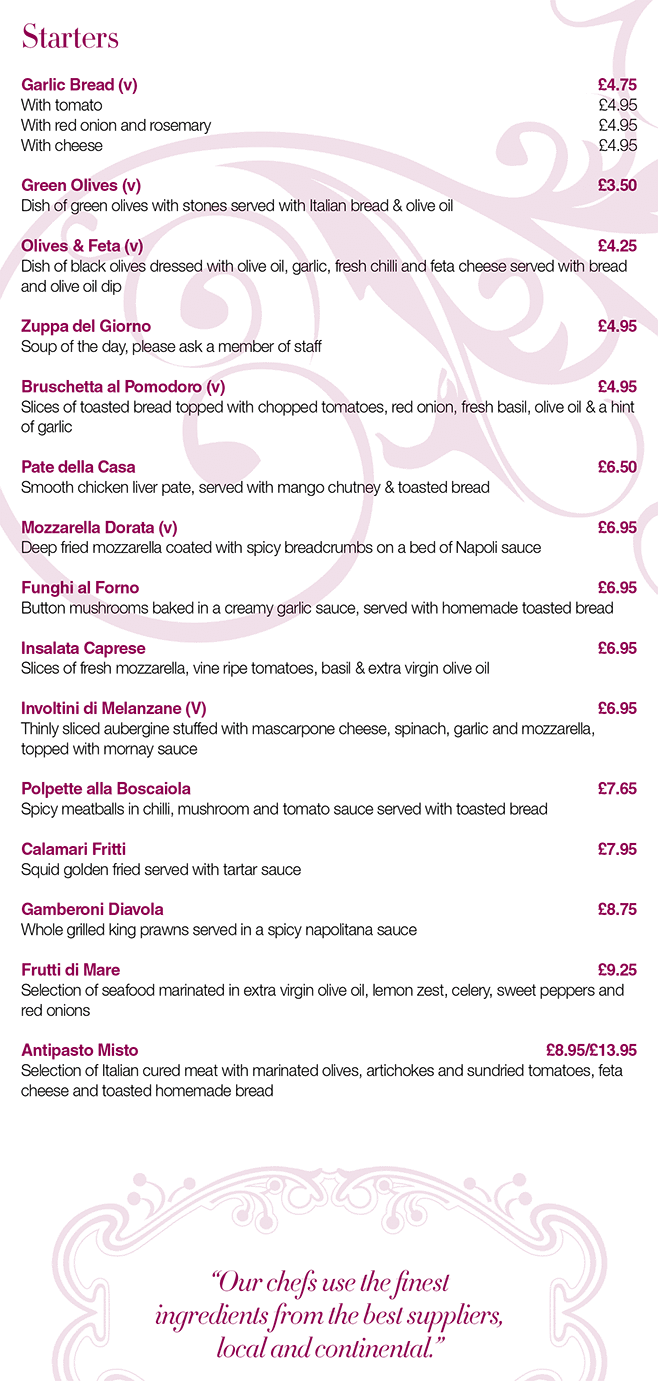 Starters
Garlic Bread (v) £4.75
With tomato £4.95
With red onion and rosemary £4.95
With cheese £4.95
Green Olives (v) £3.50
Dish of green olives with stones served with Italian bread & olive oil
Olives & Feta (v) £4.25
Dish of black olives dressed with olive oil, garlic, fresh chilli and feta cheese served with bread
and olive oil dip
Zuppa del Giorno £4.95
Soup of the day, please ask a member of staff
Bruschetta al Pomodoro (v) £4.95
Slices of toasted bread topped with chopped tomatoes, red onion, fresh basil, olive oil & a hint
of garlic
Pate della Casa £6.50
Smooth chicken liver pate, served with mango chutney & toasted bread
Mozzarella Dorata (v) £6.95
Deep fried mozzarella coated with spicy breadcrumbs on a bed of Napoli sauce
Funghi al Forno £6.95
Button mushrooms baked in a creamy garlic sauce, served with homemade toasted bread
Insalata Caprese £6.95
Slices of fresh mozzarella, vine ripe tomatoes, basil & extra virgin olive oil
Involtini di Melanzane (V) £6.95
Thinly sliced aubergine stuffed with mascarpone cheese, spinach, garlic and mozzarella,
topped with mornay sauce
Polpette alla Boscaiola £7.65
Spicy meatballs in chilli, mushroom and tomato sauce served with toasted bread
Calamari Fritti £7.95
Squid golden fried served with tartar sauce
Gamberoni Diavola £8.75
Whole grilled king prawns served in a spicy napolitana sauce
Frutti di Mare £9.25
Selection of seafood marinated in extra virgin olive oil, lemon zest, celery, sweet peppers and
red onions
Antipasto Misto £8.95/£13.95
Selection of Italian cured meat with marinated olives, artichokes and sundried tomatoes, feta
cheese and toasted homemade bread
“Our chefs use the finest
ingredients from the best suppliers,
local and continental.”